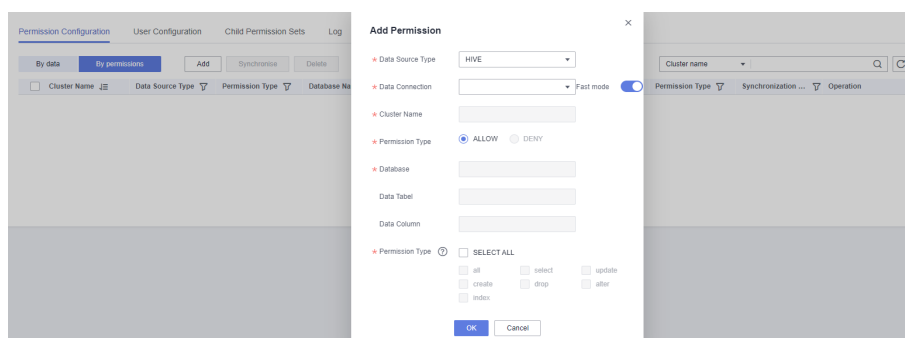 Permission Configuration User Configuration Child Permission Sets Log
By data By permissions Add Synchronise Delete
Cluster Name Data Source Type Permission Type Database Na
Add Permission
* Data Source Type HIVE
* Data Connection Fast mode
* Cluster Name
* Permission Type ALLOW DENY
* Database
Data Tabel
Data Column
* Permission Type ? SELECT ALL
all select update
create drop alter
index
OK Cancel
Cluster name
Permission Type Synchronization ... Operation